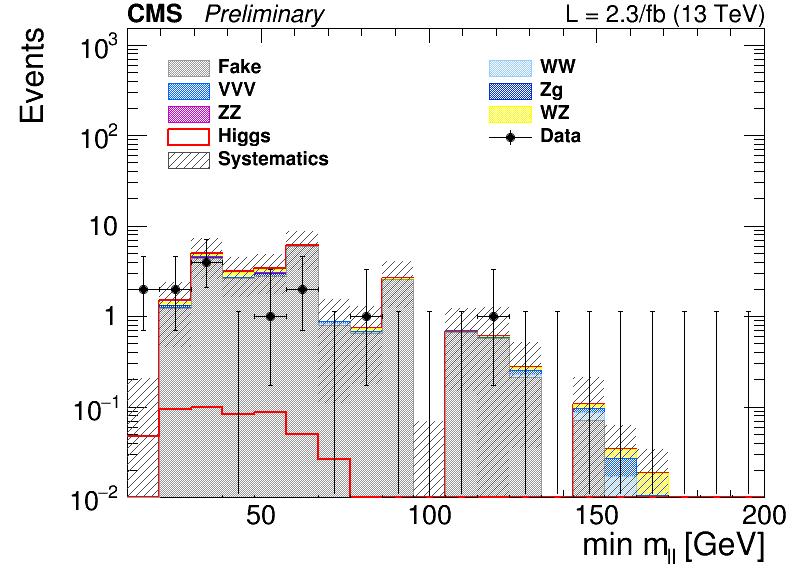 CMS Preliminary L = 2.3/fb (13 TeV)
Events
10³
10²
10
1
10⁻¹
10⁻²
Fake
VVV
ZZ
Higgs
Systematics
WW
Zg
WZ
Data
50 100 150 200
min m_ll [GeV]